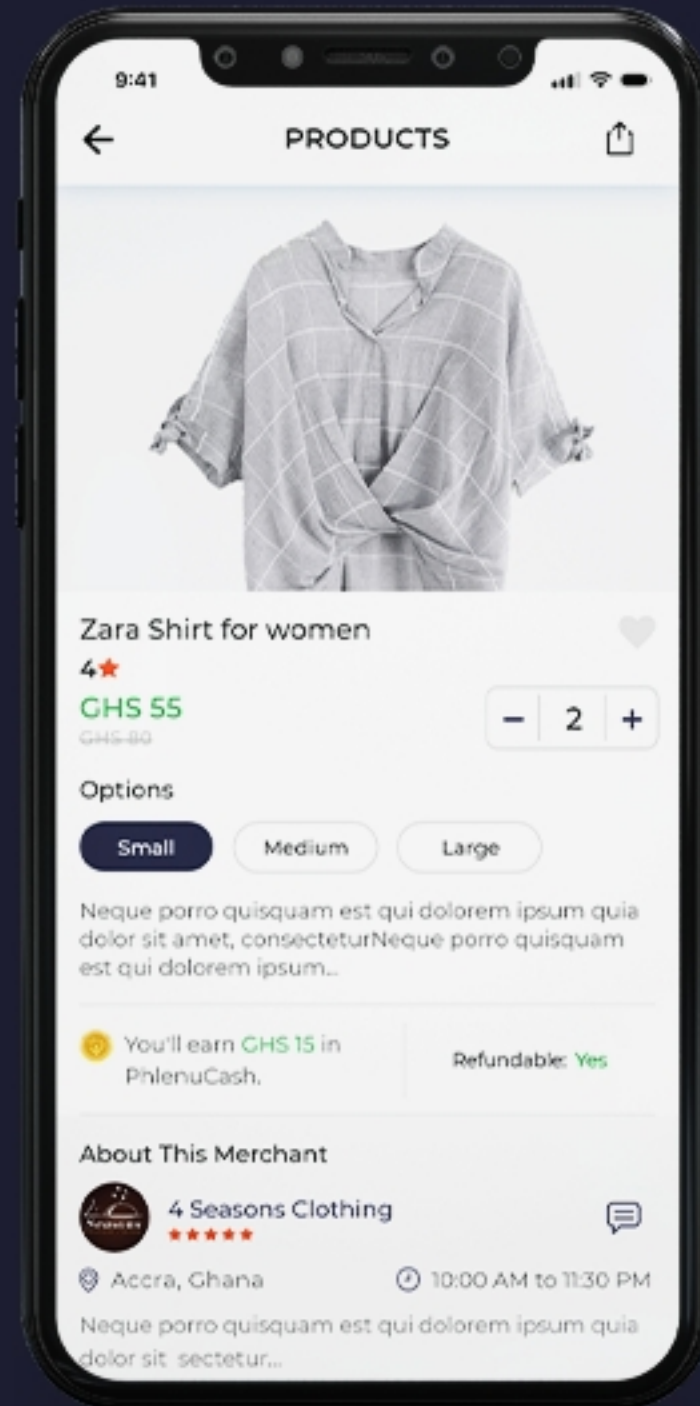 9:41
PRODUCTS
Zara Shirt for women
4
GHS 55
GHS 80
2
Options
Small
Medium
Large
Neque porro quisquam est qui dolorem ipsum quia
dolor sit amet, consecteturNeque porro quisquam
est qui dolorem ipsum...
You'll earn GHS 15 in
PhlenuCash.
Refundable: Yes
About This Merchant
4 Seasons Clothing
Accra, Ghana
10:00 AM to 11:30 PM
Neque porro quisquam est qui dolorem ipsum quia
dolor sit sectetur...